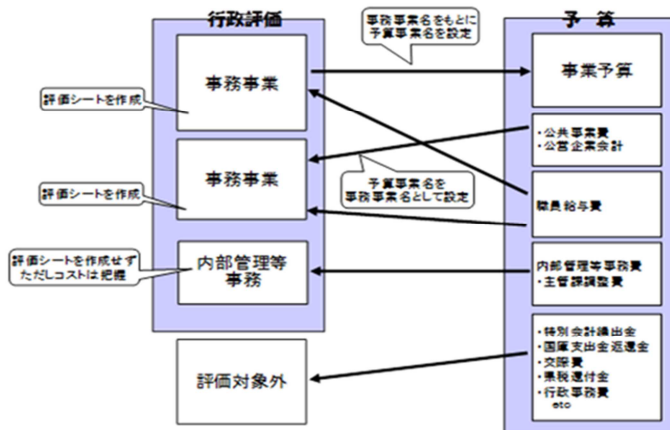 行政評価
事務事業名をもとに
予算事業名を設定
予 算
事務事業
事業予算
評価シートを作成
・公共事業費
・公営企業会計
事務事業
評価シートを作成
予算事業名を
事務事業名として設定
職員給与費
評価シートを作成せず
ただしコストは把握
内部管理等
事務
内部管理等事務費
・主管課調整費
評価対象外
・特別会計繰出金
・国庫支出金返還金
・交際費
・県税還付金
・行政事務費
etc